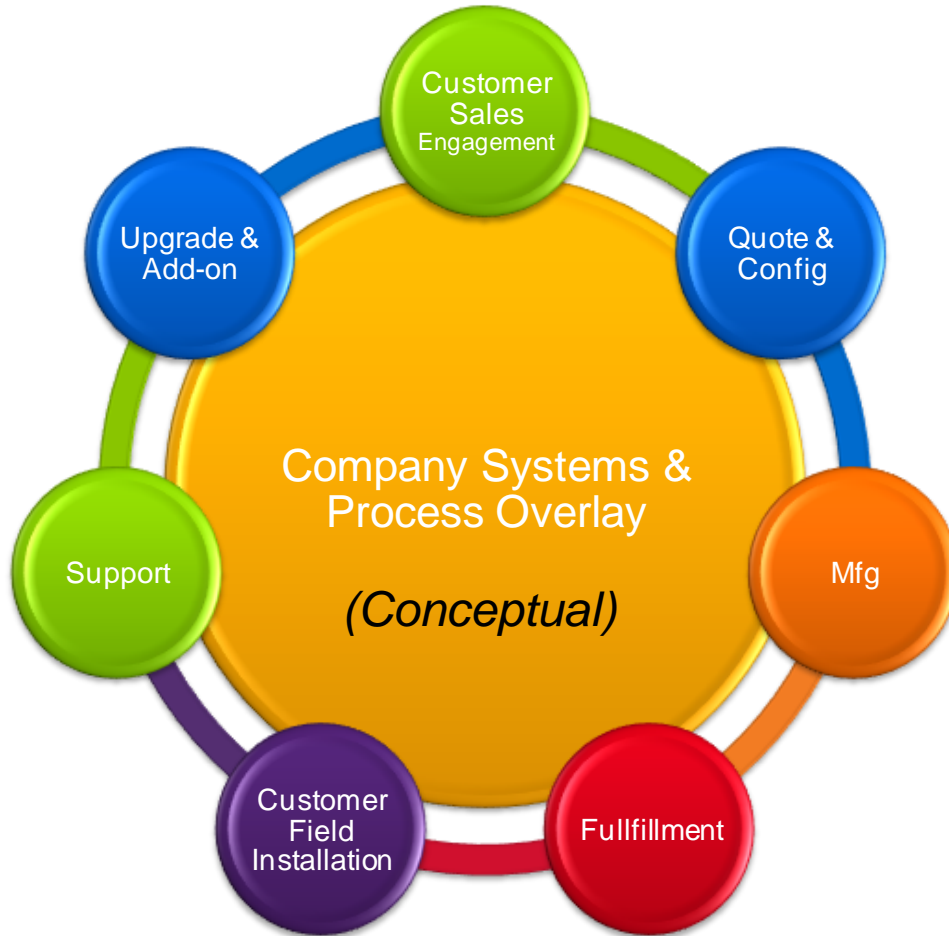 Customer
Sales
Engagement
Quote &
Config
Mfg
Fullfillment
Customer
Field
Installation
Support
Upgrade &
Add-on
Company Systems &
Process Overlay
(Conceptual)